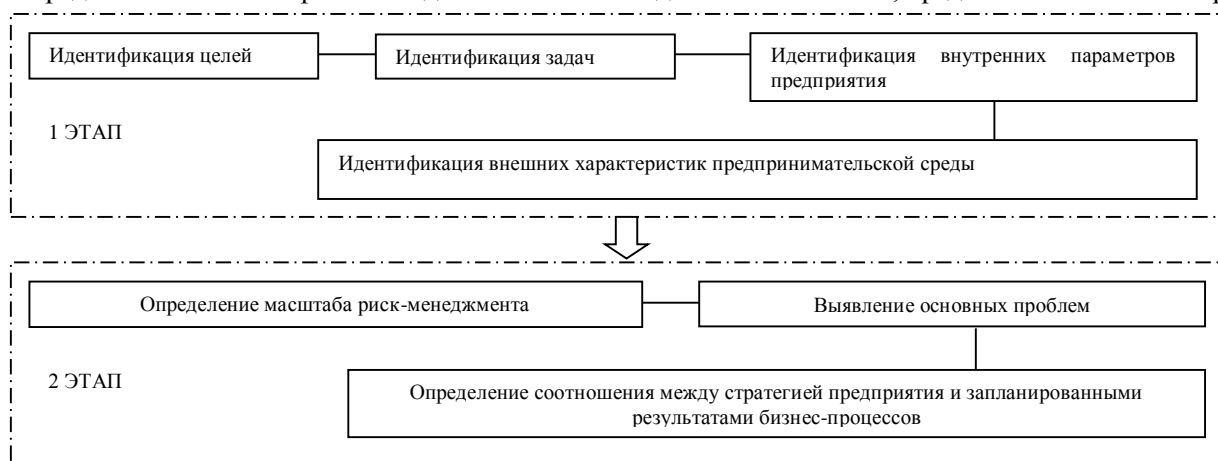 Идентификация целей
Идентификация задач
Идентификация внутренних параметров
предприятия
1 ЭТАП
Идентификация внешних характеристик предпринимательской среды
Определение масштаба риск-менеджмента
Выявление основных проблем
2 ЭТАП
Определение соотношения между стратегией предприятия и запланированными
результатами бизнес-процессов